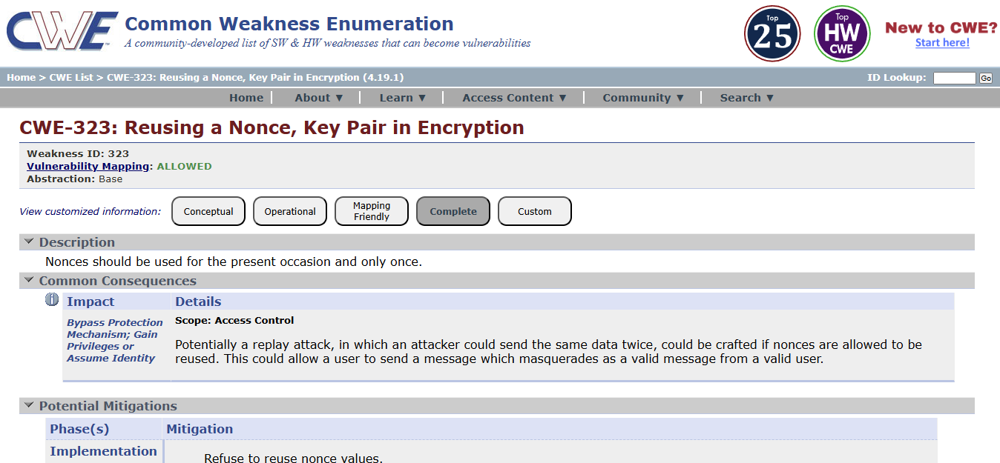 CWE
Common Weakness Enumeration
A community-developed list of SW & HW weaknesses that can become vulnerabilities
Top
25
Top
HW
CWE
New to CWE?
Start here!
Home > CWE List > CWE-323: Reusing a Nonce, Key Pair in Encryption (4.19.1)
ID Lookup:
Go
Home
About ▼
Learn ▼
Access Content ▼
Community ▼
Search ▼
CWE-323: Reusing a Nonce, Key Pair in Encryption
Weakness ID: 323
Vulnerability Mapping: ALLOWED
Abstraction: Base
View customized information:
Conceptual
Operational
Mapping
Friendly
Complete
Custom
Description
Nonces should be used for the present occasion and only once.
Common Consequences
Impact
Details
Bypass Protection
Mechanism; Gain
Privileges or
Assume Identity
Scope: Access Control
Potentially a replay attack, in which an attacker could send the same data twice, could be crafted if nonces are allowed to be
reused. This could allow a user to send a message which masquerades as a valid message from a valid user.
Potential Mitigations
Phase(s)
Mitigation
Implementation
Refuse to reuse nonce values.